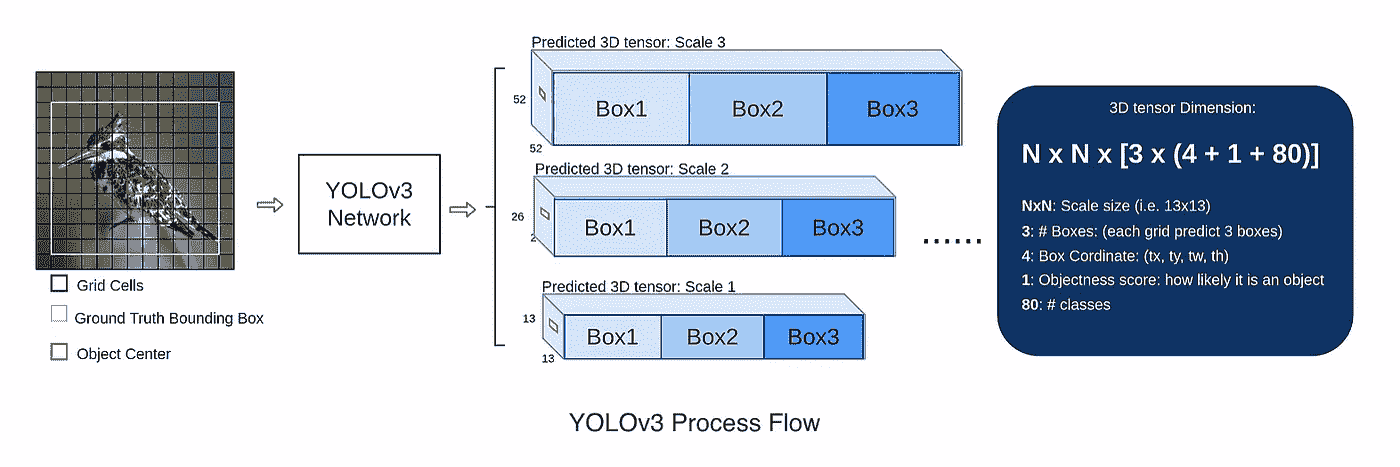 Grid Cells
Ground Truth Bounding Box
Object Center
YOLOv3
Network
Predicted 3D tensor: Scale 3
52
52
Box1 Box2 Box3
Predicted 3D tensor: Scale 2
26
2
Box1 Box2 Box3
Predicted 3D tensor: Scale 1
13
13
Box1 Box2 Box3
......
3D tensor Dimension:
N x N x [3 x (4 + 1 + 80)]
NxN: Scale size (i.e. 13x13)
3: # Boxes: (each grid predict 3 boxes)
4: Box Cordinate: (tx, ty, tw, th)
1: Objectness score: how likely it is an object
80: # classes
YOLOv3 Process Flow